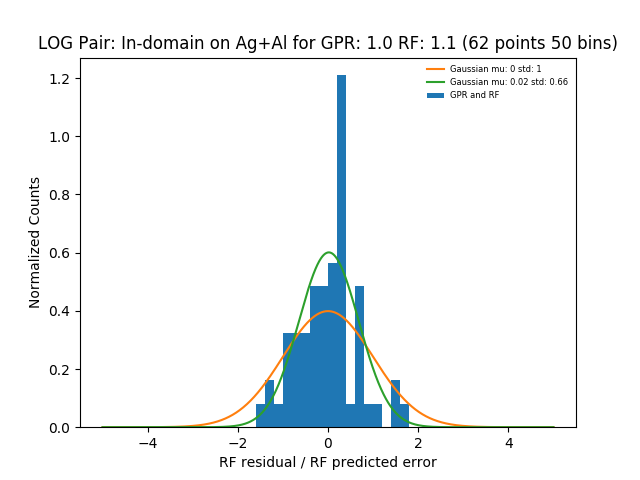 LOG Pair: In-domain on Ag+Al for GPR: 1.0 RF: 1.1 (62 points 50 bins)
Gaussian mu: 0 std: 1
Gaussian mu: 0.02 std: 0.66
GPR and RF
Normalized Counts
1.2
1.0
0.8
0.6
0.4
0.2
0.0
−4 −2 0 2 4
RF residual / RF predicted error